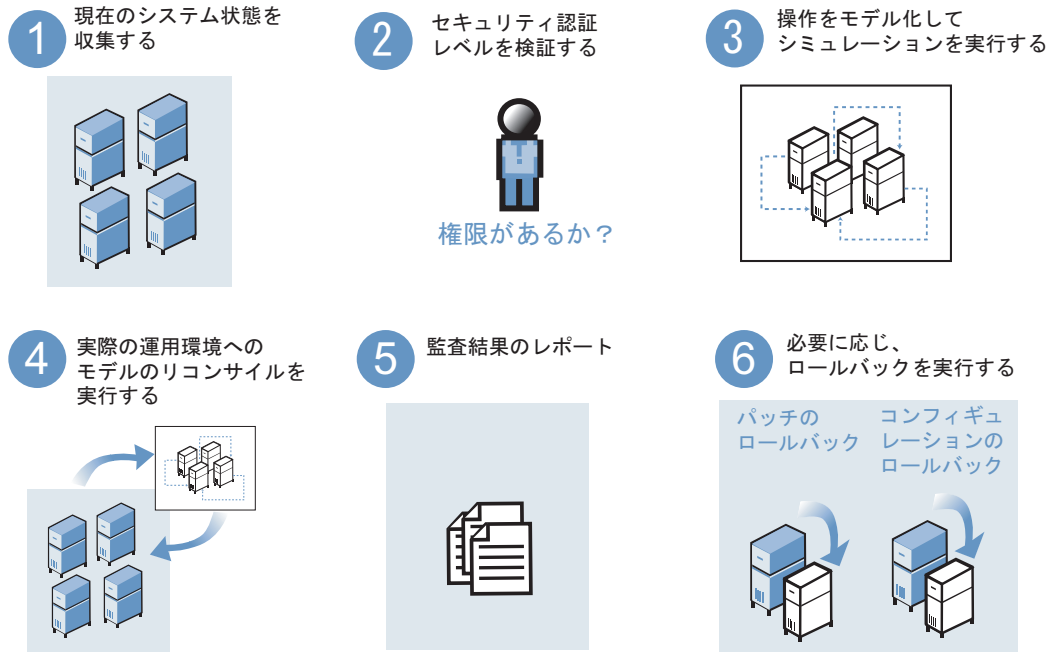 1
現在のシステム状態を
収集する
2
セキュリティ認証
レベルを検証する
権限があるか？
3
操作をモデル化して
シミュレーションを実行する
4
実際の運用環境への
モデルのリコンサイルを
実行する
5
監査結果のレポート
6
必要に応じ、
ロールバックを実行する
パッチの
ロールバック
コンフィギュ
レーションの
ロールバック